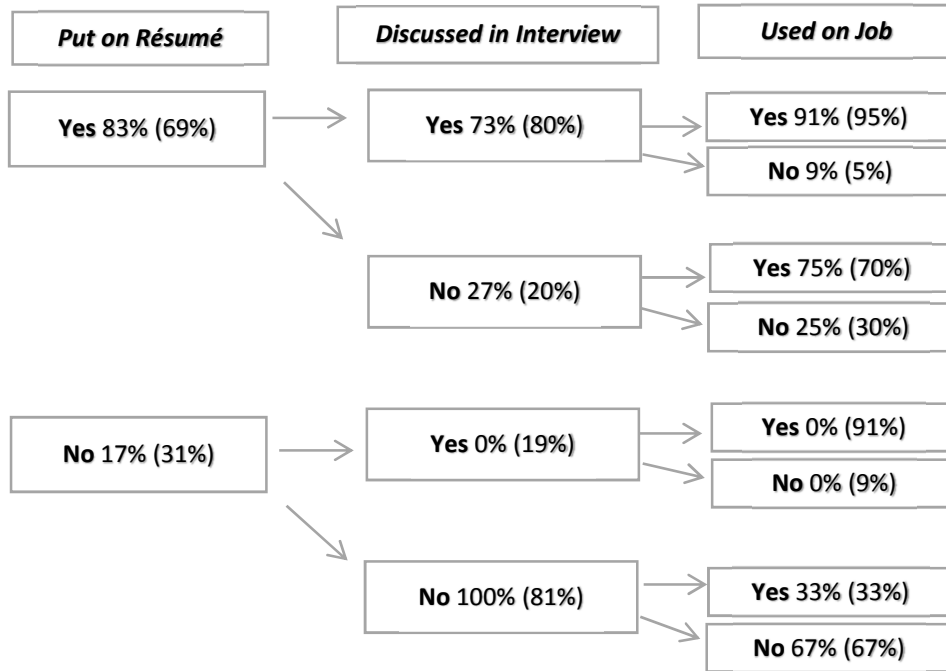 Put on Résumé
Discussed in Interview
Used on Job
Yes 83% (69%)
Yes 73% (80%)
Yes 91% (95%)
No 9% (5%)
No 27% (20%)
Yes 75% (70%)
No 25% (30%)
No 17% (31%)
Yes 0% (19%)
Yes 0% (91%)
No 0% (9%)
No 100% (81%)
Yes 33% (33%)
No 67% (67%)